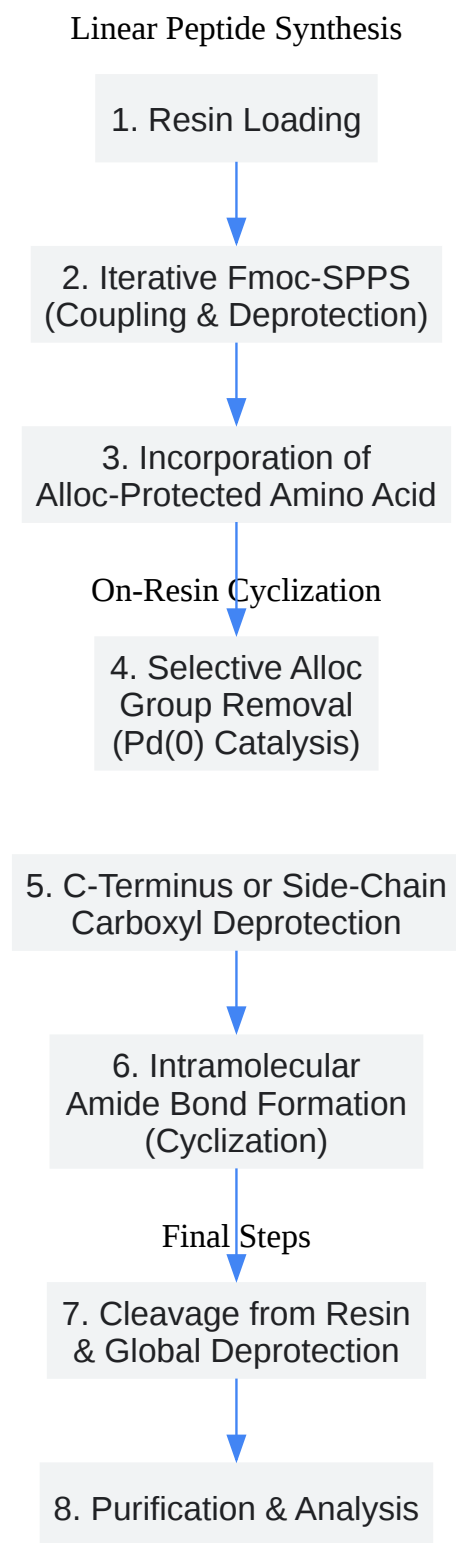 Linear Peptide Synthesis
1. Resin Loading
2. Iterative Fmoc-SPPS
(Coupling & Deprotection)
3. Incorporation of
Alloc-Protected Amino Acid
On-Resin Cyclization
4. Selective Alloc
Group Removal
(Pd(0) Catalysis)
5. C-Terminus or Side-Chain
Carboxyl Deprotection
6. Intramolecular
Amide Bond Formation
(Cyclization)
Final Steps
7. Cleavage from Resin
& Global Deprotection
8. Purification & Analysis